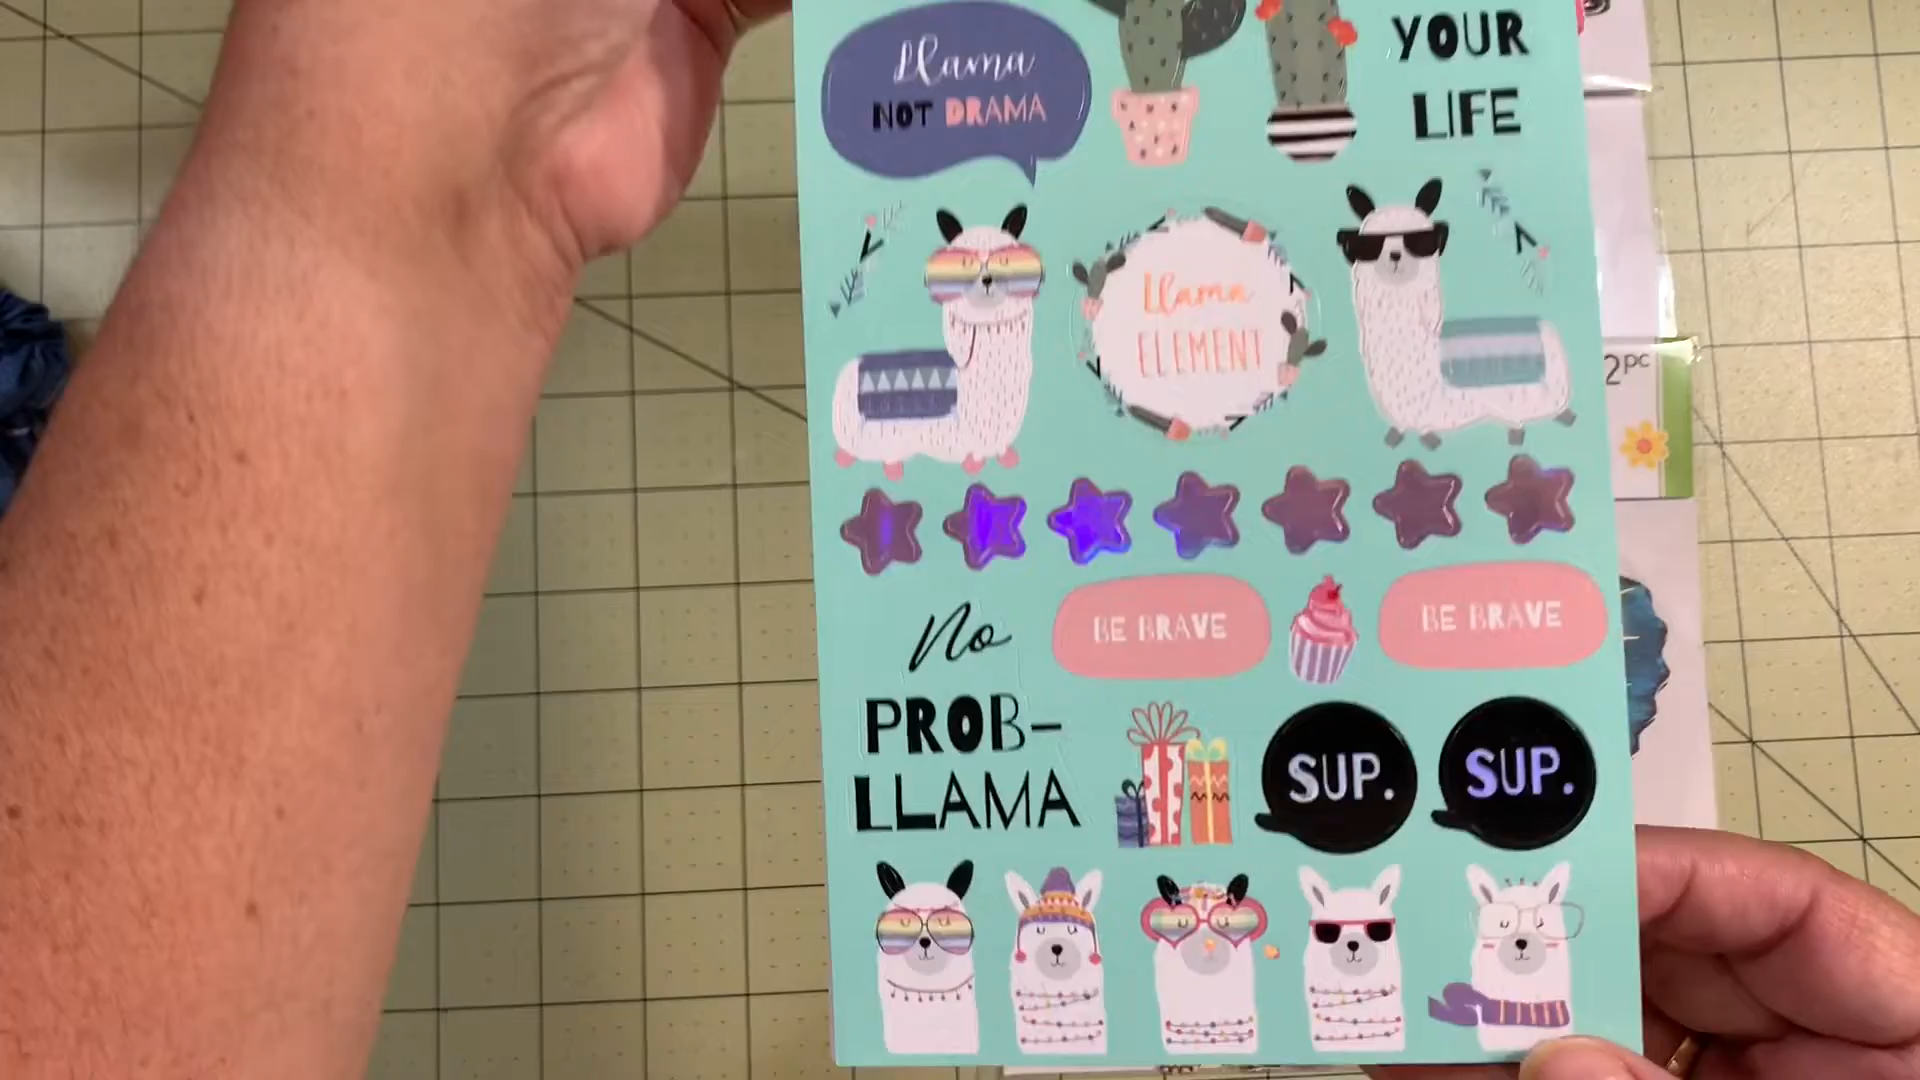 Llama
NOT DRAMA
YOUR
LIFE
Llama
ELEMENT
2pc
No
BE BRAVE
BE BRAVE
PROB-
LLAMA
SUP.
SUP.